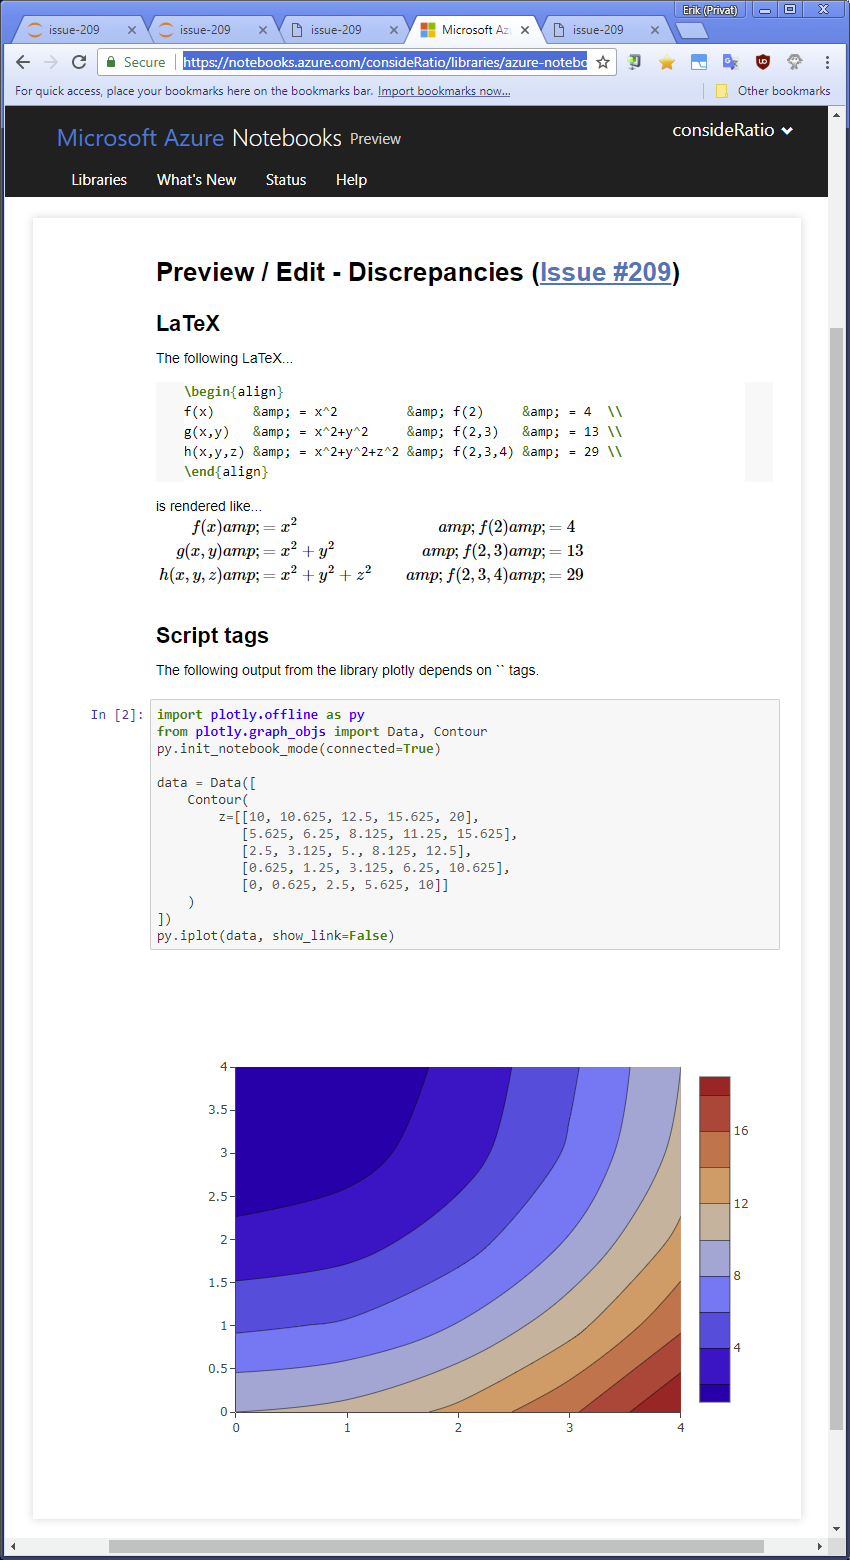 Erik (Privat)
issue-209
issue-209
issue-209
Microsoft Az
issue-209
Secure
https://notebooks.azure.com/consideRatio/libraries/azure-notebo
For quick access, place your bookmarks here on the bookmarks bar. Import bookmarks now...
Other bookmarks
Microsoft Azure Notebooks Preview
consideRatio
Libraries What's New Status Help
Preview / Edit - Discrepancies (Issue #209)
LaTeX
The following LaTeX...
\begin{align}
f(x)     &amp; = x^2         &amp; f(2)     &amp; = 4  \\
g(x,y)   &amp; = x^2+y^2     &amp; f(2,3)   &amp; = 13 \\
h(x,y,z) &amp; = x^2+y^2+z^2 &amp; f(2,3,4) &amp; = 29 \\
\end{align}
is rendered like...
f(x)amp; = x² amp; f(2)amp; = 4
g(x, y)amp; = x² + y² amp; f(2, 3)amp; = 13
h(x, y, z)amp; = x² + y² + z² amp; f(2, 3, 4)amp; = 29
Script tags
The following output from the library plotly depends on `` tags.
In [2]:
import plotly.offline as py
from plotly.graph_objs import Data, Contour
py.init_notebook_mode(connected=True)
data = Data([
    Contour(
        z=[[10, 10.625, 12.5, 15.625, 20],
           [5.625, 6.25, 8.125, 11.25, 15.625],
           [2.5, 3.125, 5., 8.125, 12.5],
           [0.625, 1.25, 3.125, 6.25, 10.625],
           [0, 0.625, 2.5, 5.625, 10]]
    )
])
py.iplot(data, show_link=False)
4
3.5
3
2.5
2
1.5
1
0.5
0
0 1 2 3 4
16
12
8
4